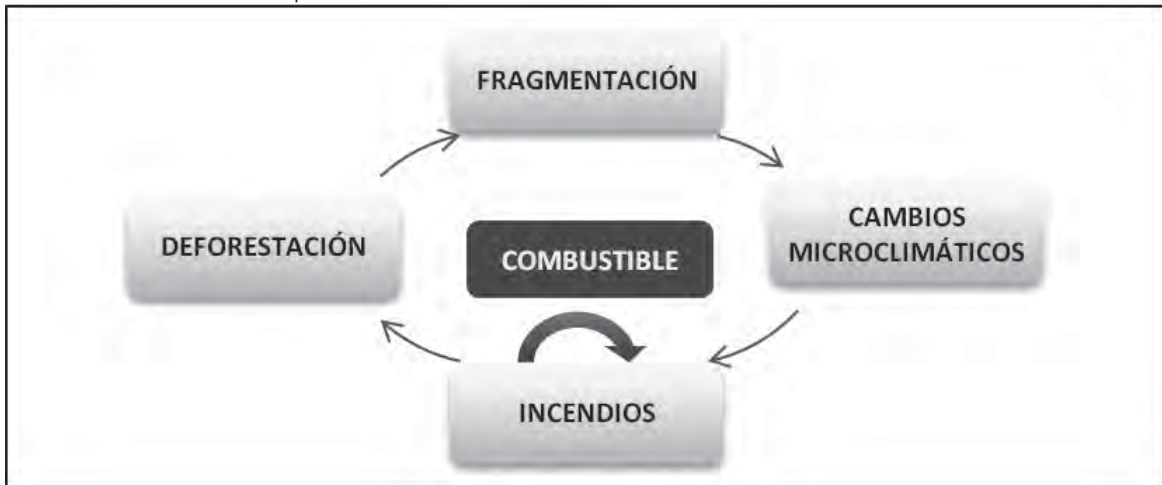 FRAGMENTACIÓN
CAMBIOS
MICROCLIMÁTICOS
DEFORESTACIÓN
COMBUSTIBLE
INCENDIOS